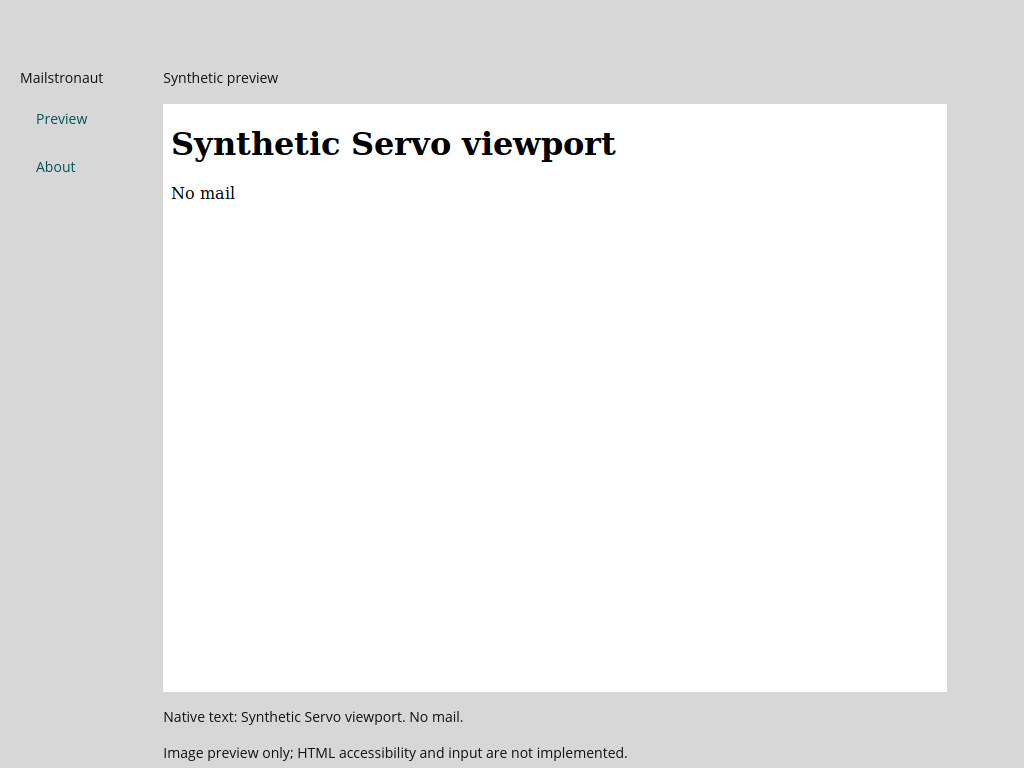 Mailstronaut
Preview
About
Synthetic preview
Synthetic Servo viewport
No mail
Native text: Synthetic Servo viewport. No mail.
Image preview only; HTML accessibility and input are not implemented.